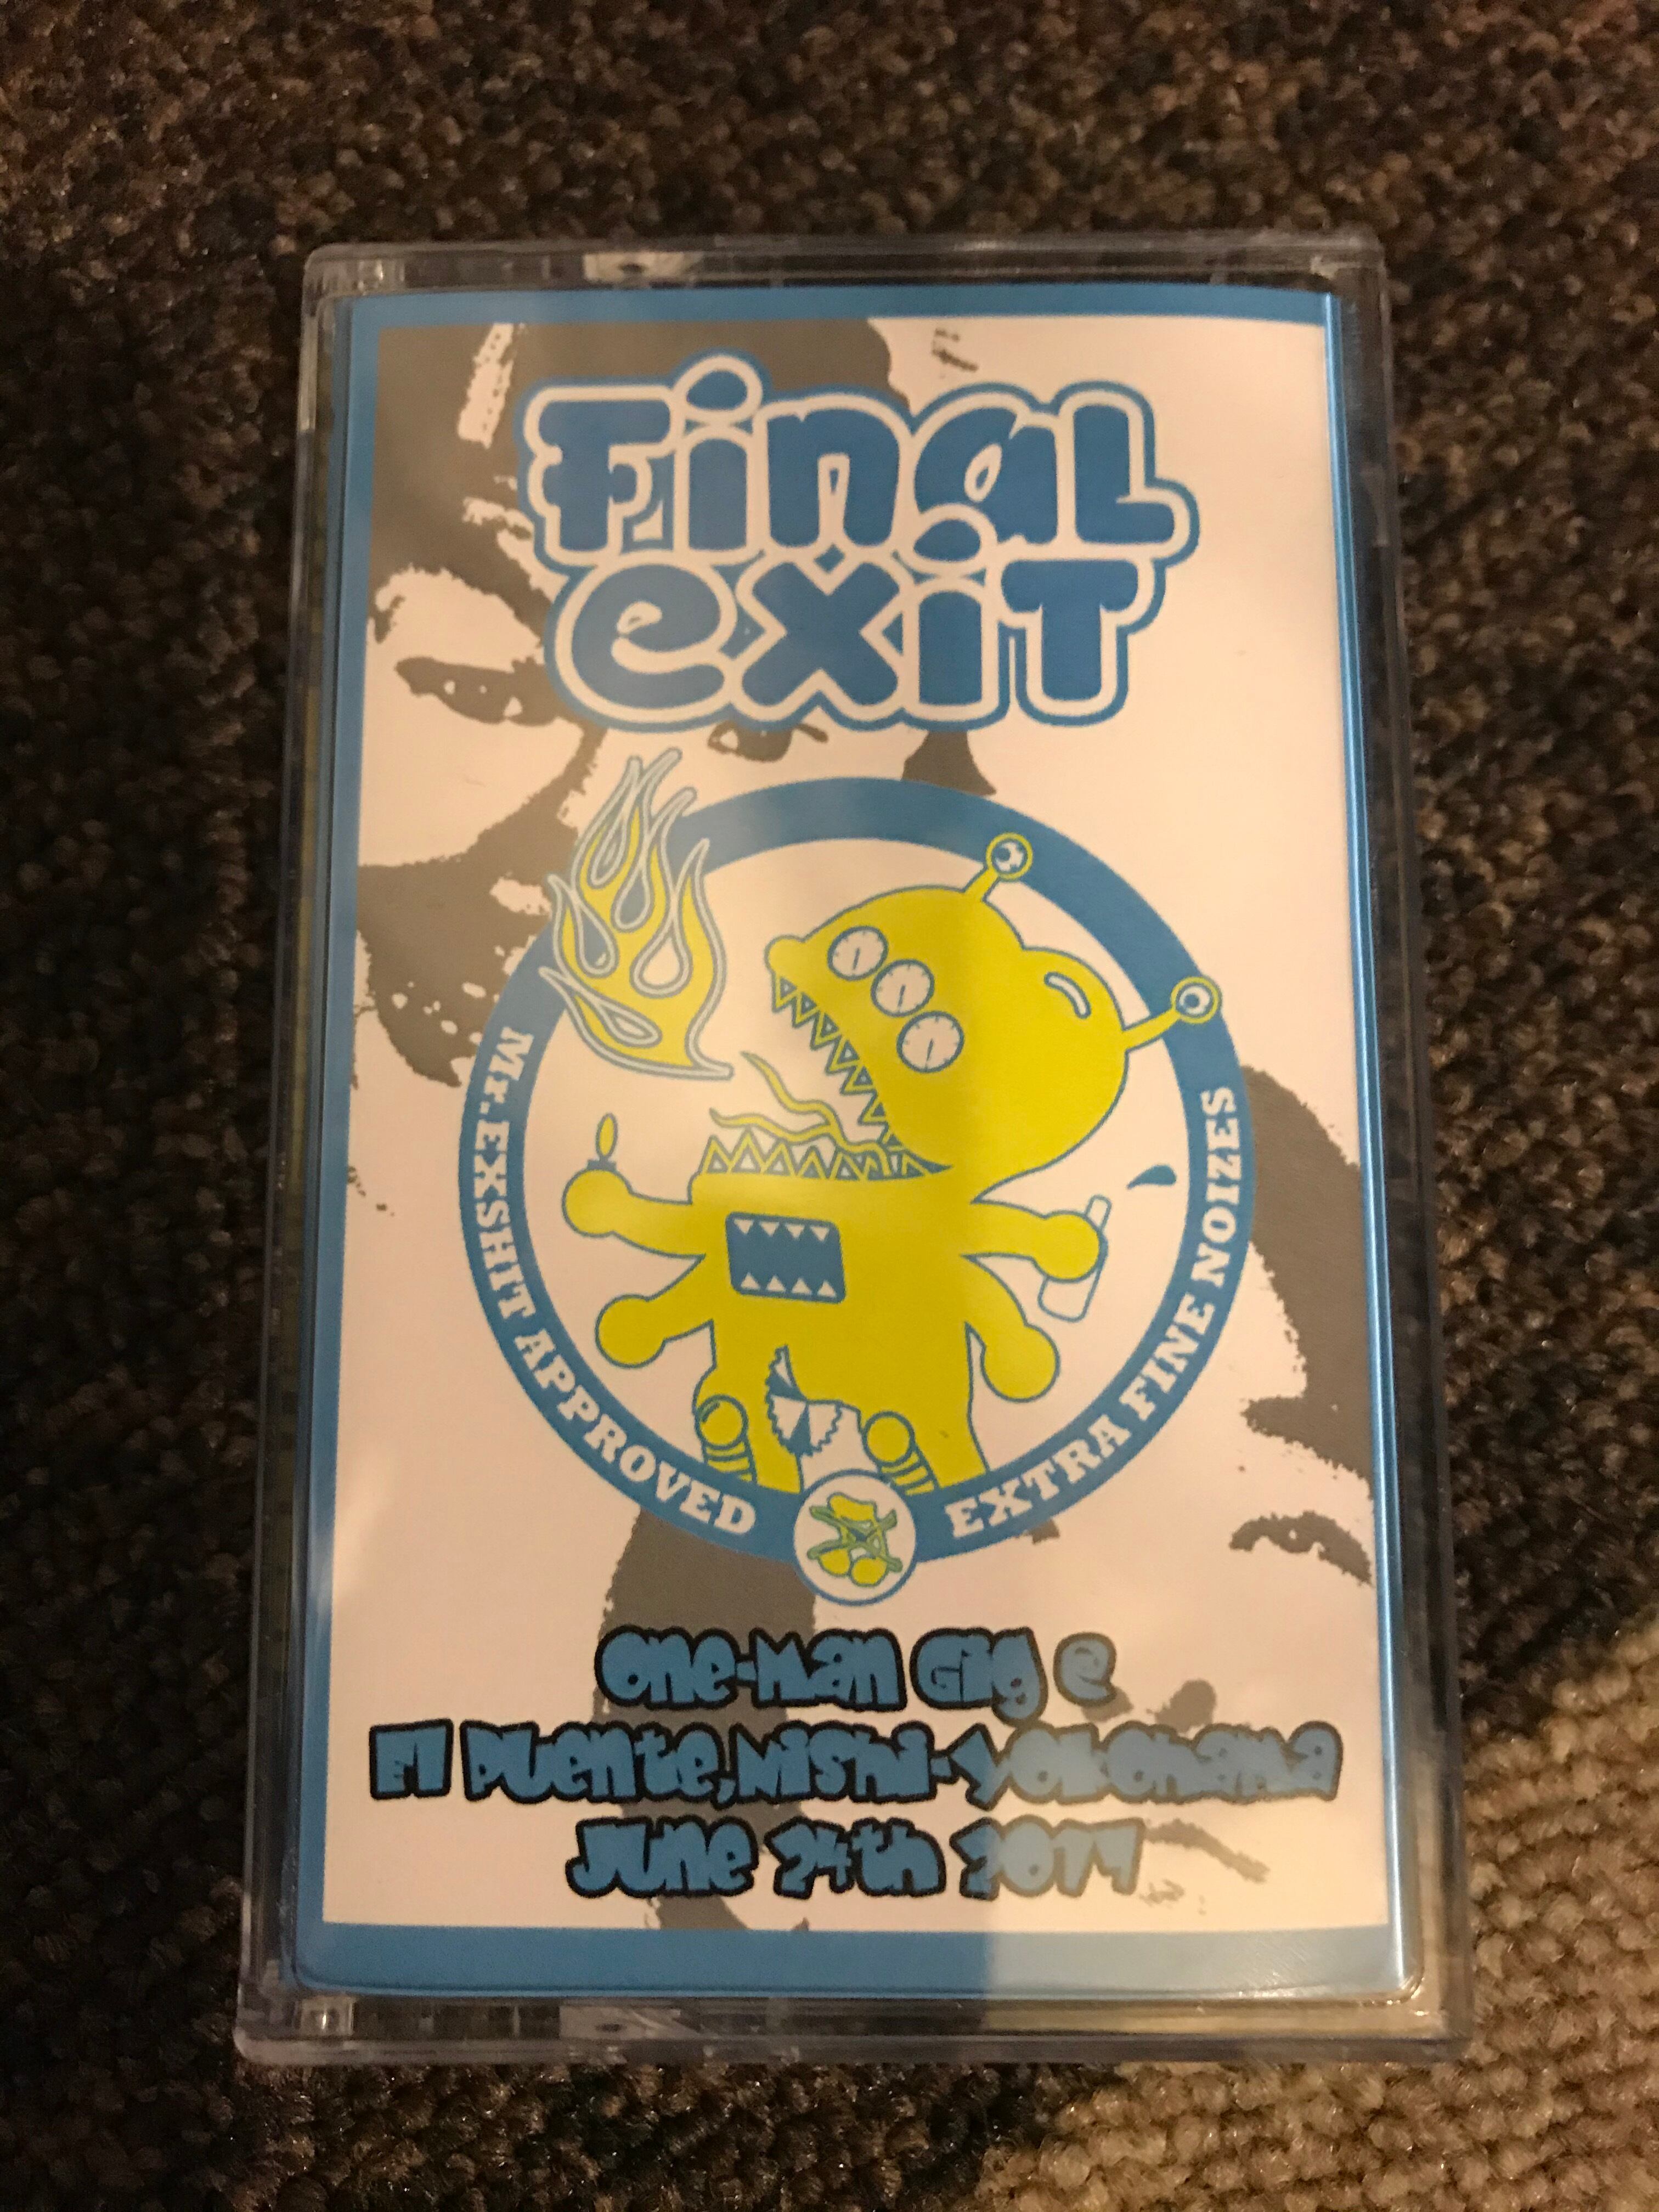 Final
exit
Mr.EXSHIT APPROVED
EXTRA FINE NOIZES
One-Man Gig @
El Puente,Nishi-Yokohama
June 24th 2017